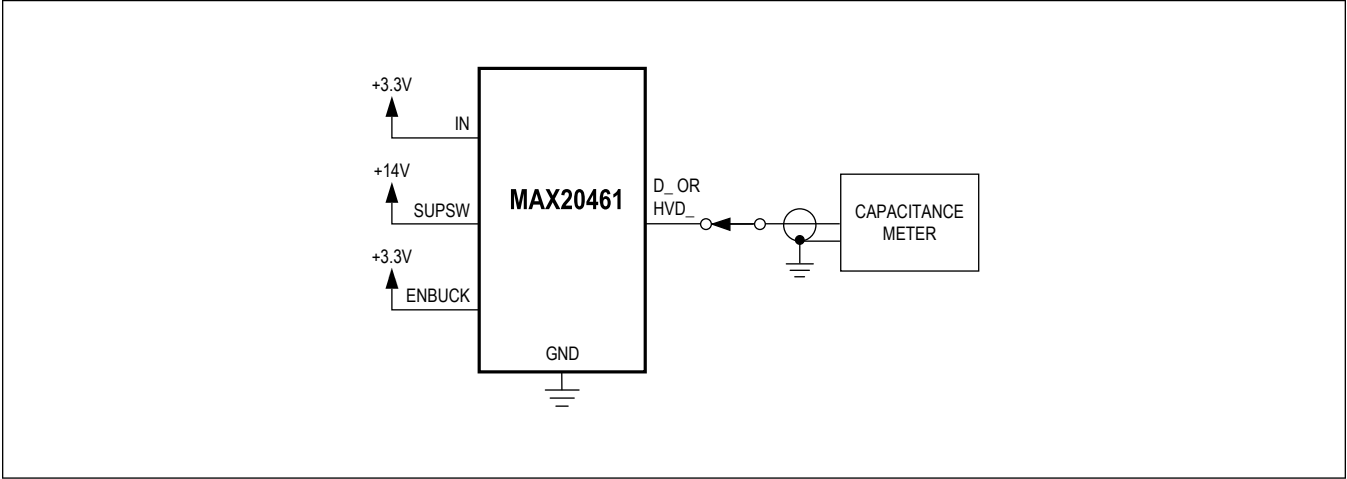 +3.3V
IN
+14V
SUPSW
+3.3V
ENBUCK
MAX20461
GND
D_ OR
HVD_
CAPACITANCE
METER